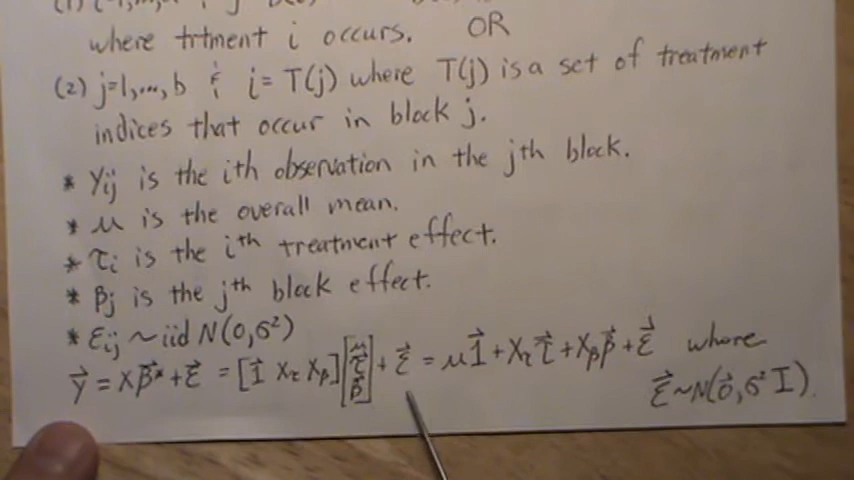 where trtment i occurs. OR
(2) j=1,...,b & i=T(j) where T(j) is a set of treatment
indices that occur in block j.
* Yij is the ith observation in the jth block.
* μ is the overall mean.
* τi is the ith treatment effect.
* βj is the jth block effect.
* εij ~ iid N(0,σ²)
y⃗ = Xβ⃗* + ε⃗ = [1⃗ Xτ Xβ][μ τ⃗ β⃗] + ε⃗ = μ1⃗ + Xττ⃗ + Xββ⃗ + ε⃗ where
ε⃗ ~ N(0⃗, σ² I).